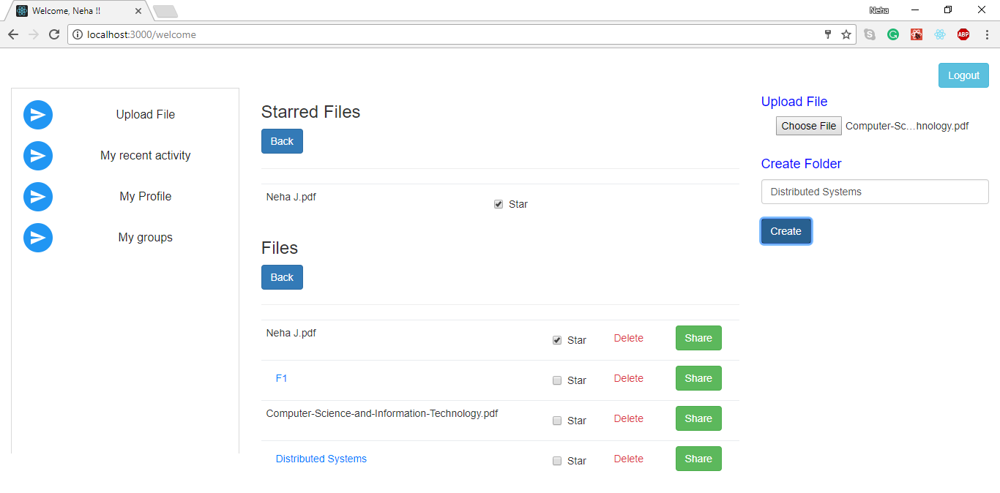 Welcome, Neha !!
Neha
localhost:3000/welcome
ABP
Logout
Upload File
My recent activity
My Profile
My groups
Starred Files
Back
Neha J.pdf
Star
Files
Back
Neha J.pdf Star Delete Share
F1 Star Delete Share
Computer-Science-and-Information-Technology.pdf Star Delete Share
Distributed Systems Star Delete Share
Upload File
Choose File Computer-Sc...hnology.pdf
Create Folder
Distributed Systems
Create